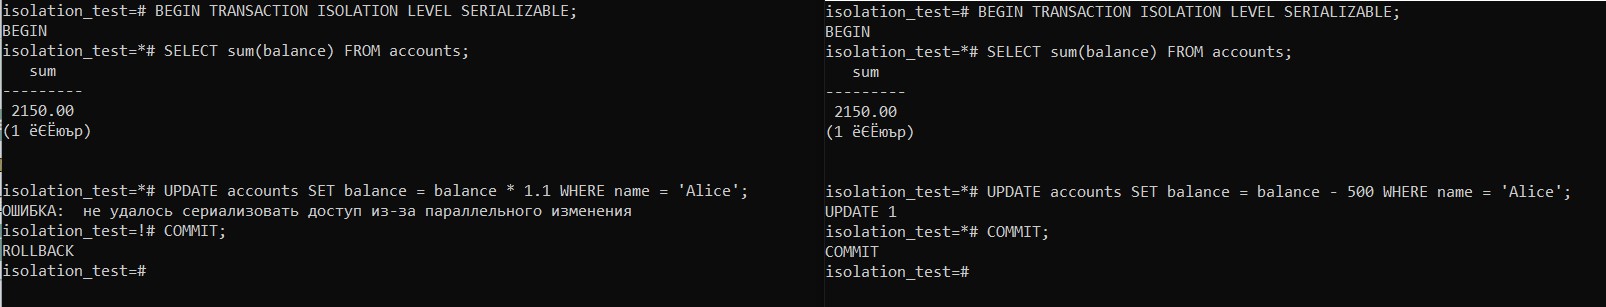 isolation_test=# BEGIN TRANSACTION ISOLATION LEVEL SERIALIZABLE;
BEGIN
isolation_test=*# SELECT sum(balance) FROM accounts;
   sum
---------
 2150.00
(1 ёЄЁюър)
isolation_test=*# UPDATE accounts SET balance = balance * 1.1 WHERE name = 'Alice';
ОШИБКА:  не удалось сериализовать доступ из-за параллельного изменения
isolation_test=!# COMMIT;
ROLLBACK
isolation_test=#
isolation_test=# BEGIN TRANSACTION ISOLATION LEVEL SERIALIZABLE;
BEGIN
isolation_test=*# SELECT sum(balance) FROM accounts;
   sum
---------
 2150.00
(1 ёЄЁюър)
isolation_test=*# UPDATE accounts SET balance = balance - 500 WHERE name = 'Alice';
UPDATE 1
isolation_test=*# COMMIT;
COMMIT
isolation_test=#